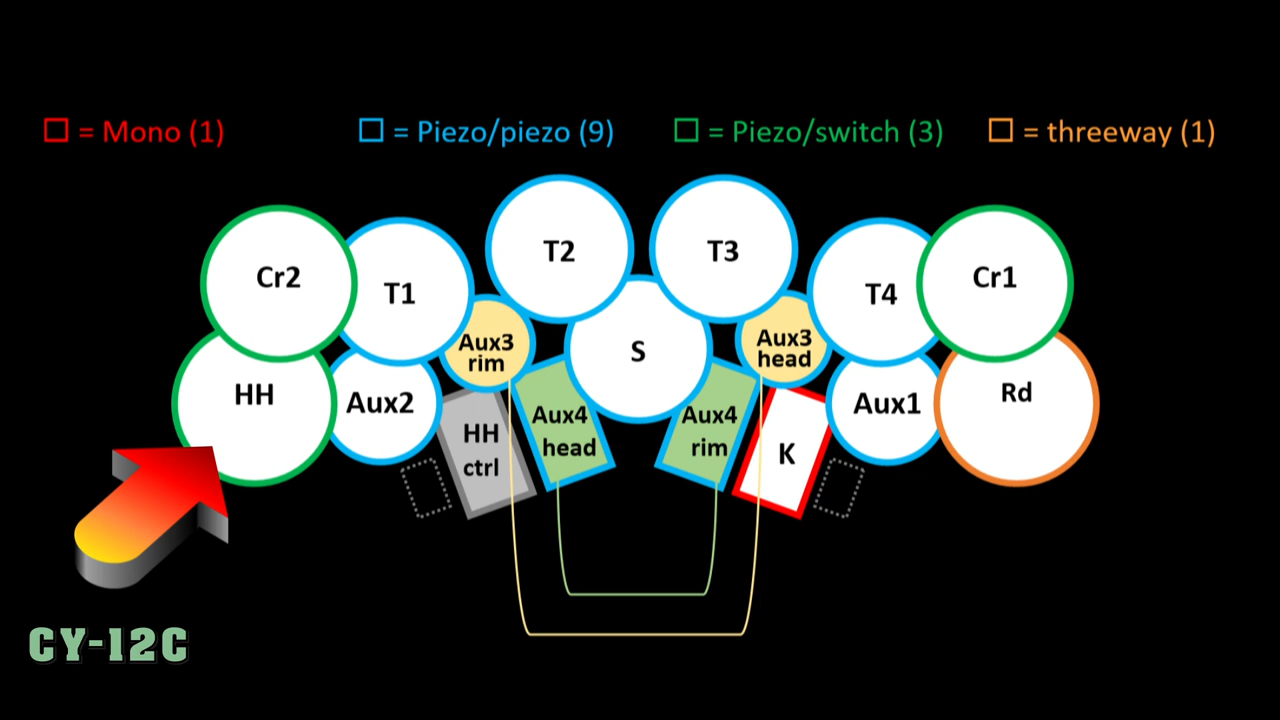 ☐ = Mono (1)
☐ = Piezo/piezo (9)
☐ = Piezo/switch (3)
☐ = threeway (1)
Cr2
T1
T2
T3
T4
Cr1
HH
Aux2
Aux3
rim
S
Aux3
head
Aux1
Rd
HH
ctrl
Aux4
head
Aux4
rim
K
CY-12C